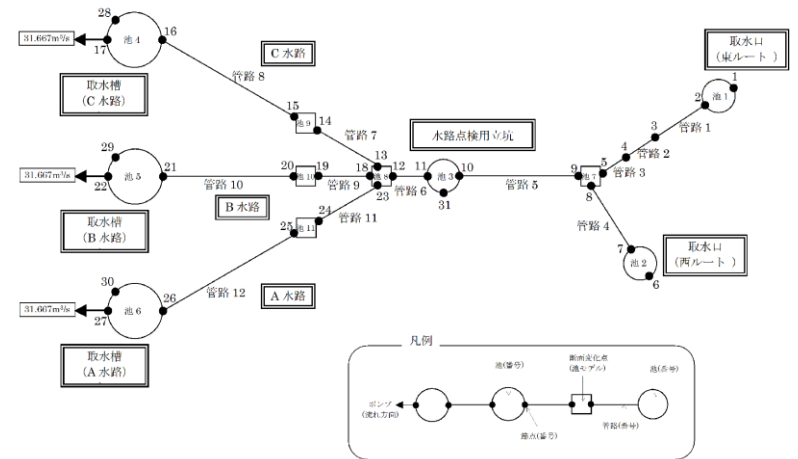 28
31.667m³/s
17
池4
16
取水槽
(C 水路)
管路 8
C 水路
15
池9
14
管路 7
13
29
31.667m³/s
22
池5
21
取水槽
(B 水路)
管路 10
B 水路
20
池10
19
管路 9
18
池8
12
23
管路 6
水路点検用立坑
11
池3
10
31
管路 5
30
31.667m³/s
27
池6
26
取水槽
(A 水路)
管路 12
A 水路
25
池11
24
管路 11
取水口
(東ルート )
1
池1
2
管路 1
3
管路 2
4
管路 3
5
9
池7
8
管路 4
7
池2
6
取水口
(西ルート )
凡例
ポンプ
(流れ方向)
池(番号)
節点(番号)
断面変化点
(池モデル)
管路(番号)
池(番号)